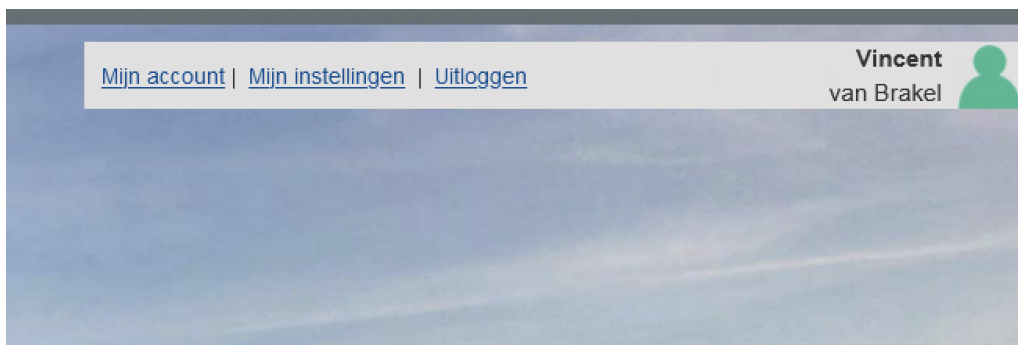 Mijn account | Mijn instellingen | Uitloggen
Vincent
van Brakel